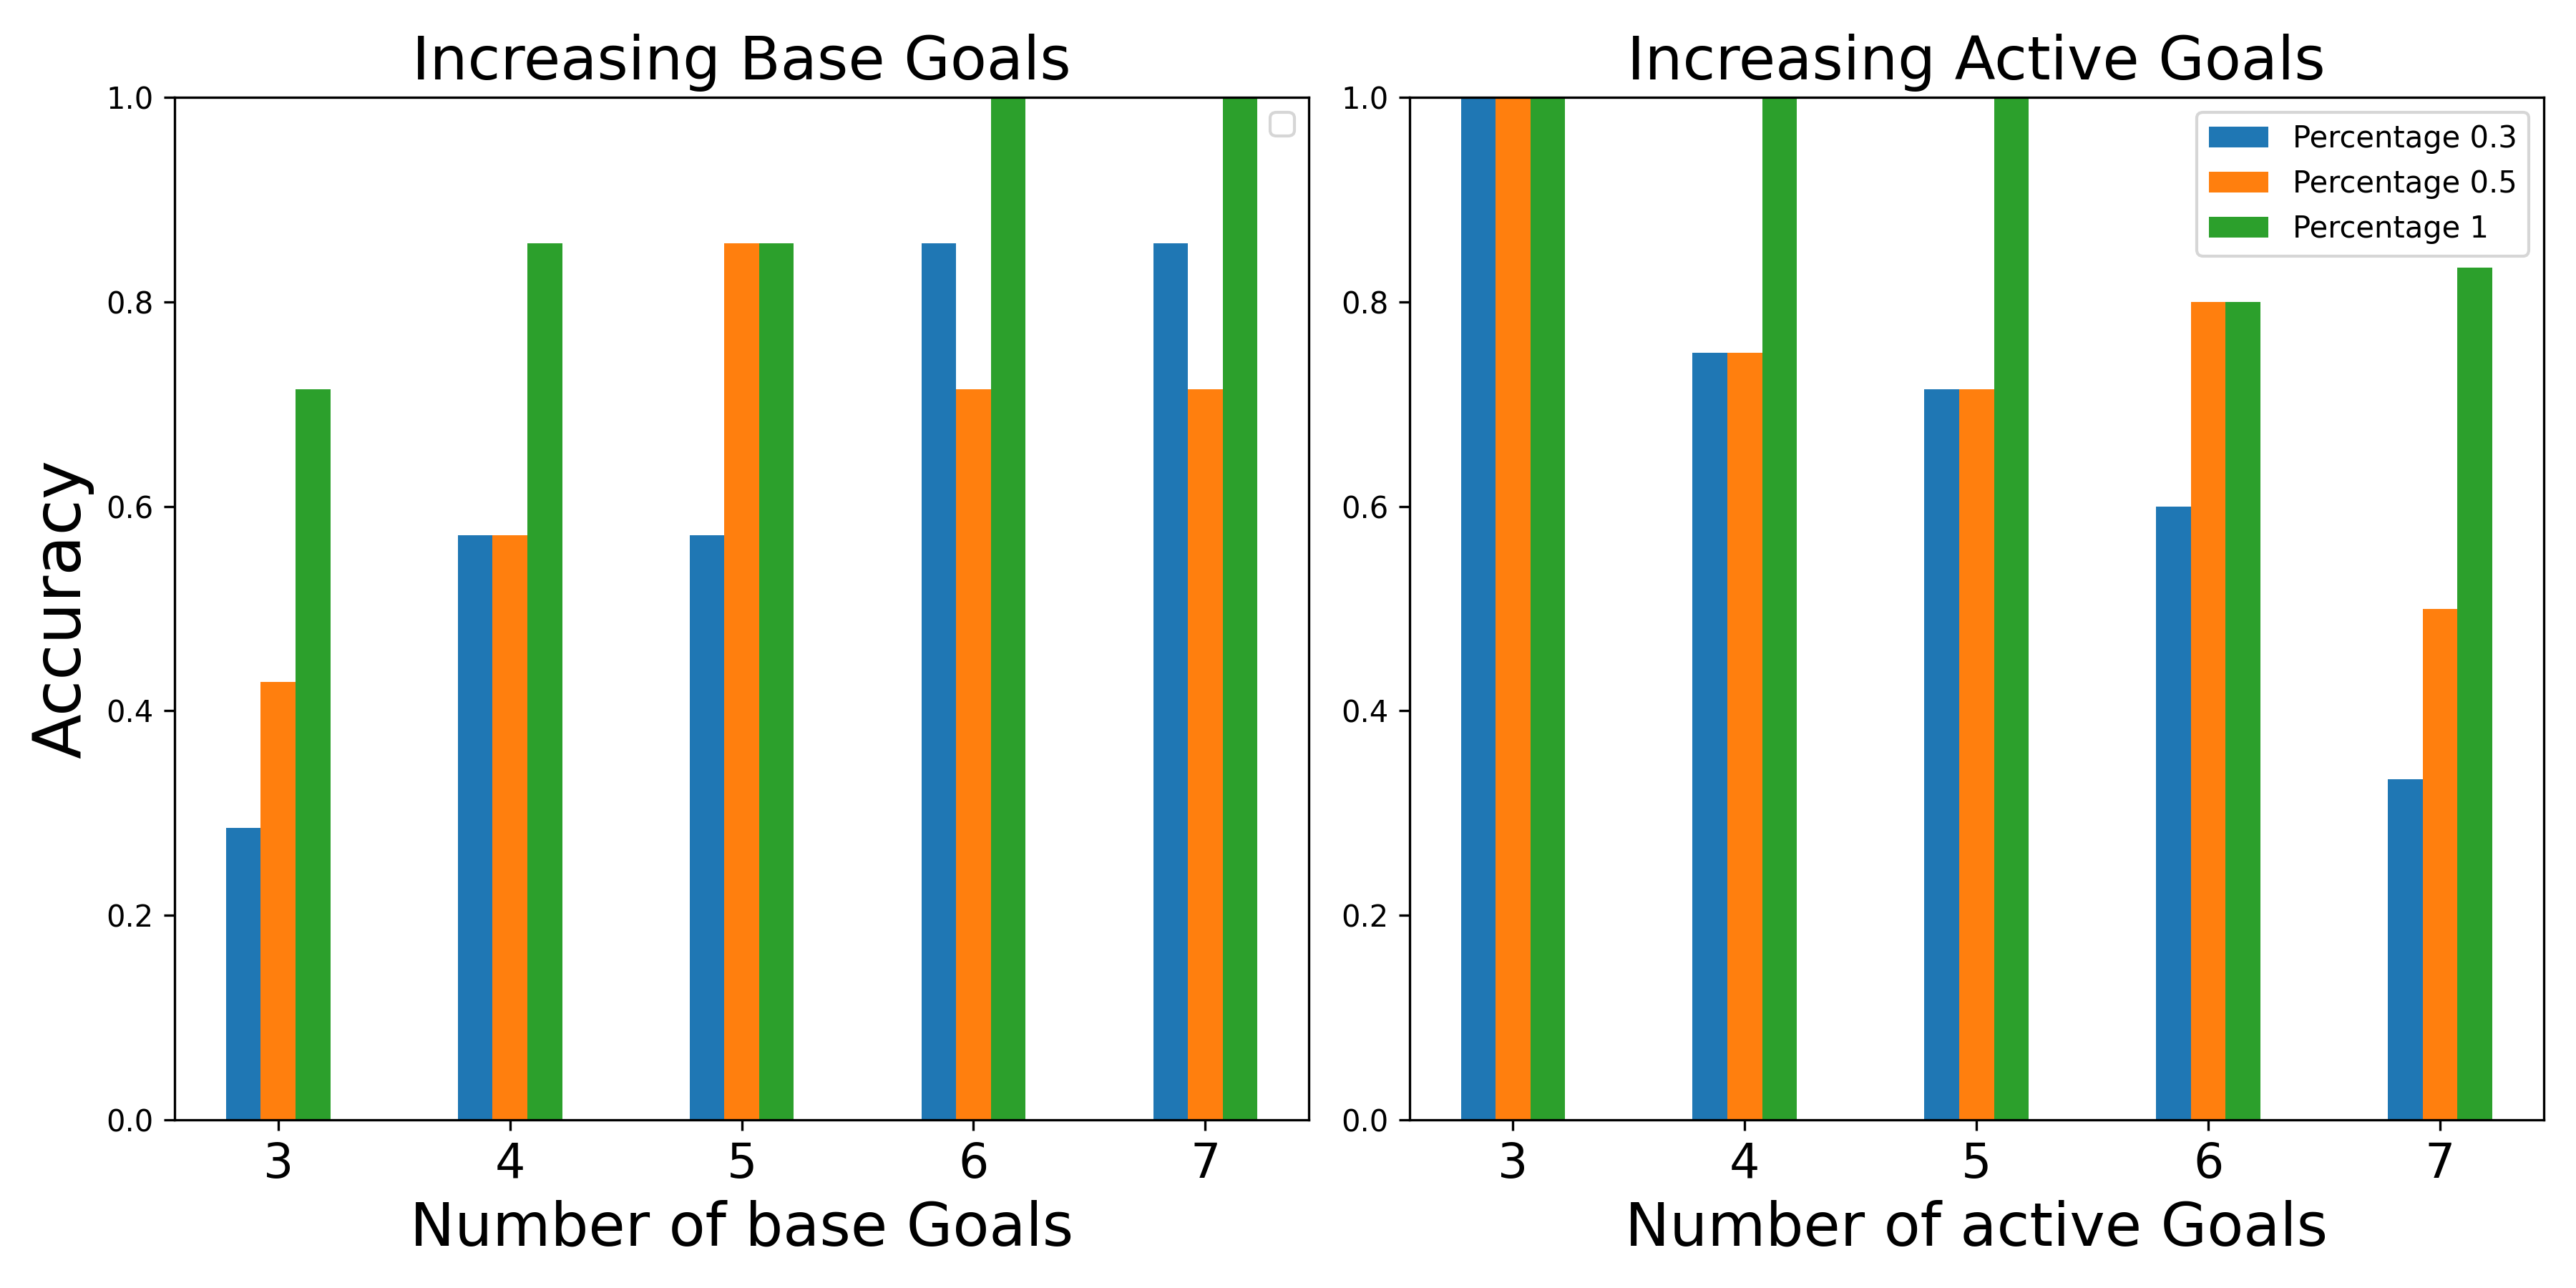 Increasing Base Goals
1.0
0.8
0.6
0.4
0.2
0.0
Accuracy
3 4 5 6 7
Number of base Goals
Increasing Active Goals
1.0
0.8
0.6
0.4
0.2
0.0
Percentage 0.3
Percentage 0.5
Percentage 1
3 4 5 6 7
Number of active Goals